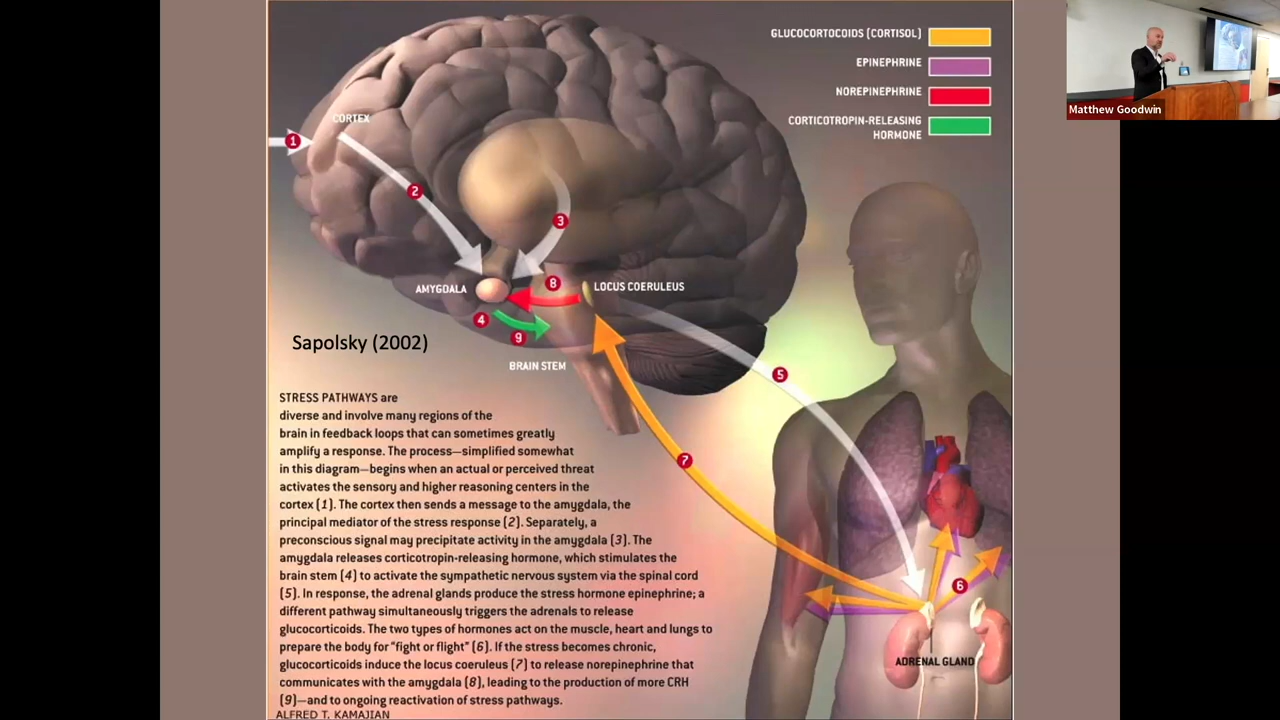 GLUCOCORTOCOIDS (CORTISOL)
EPINEPHRINE
NOREPINEPHRINE
CORTICOTROPIN-RELEASING
HORMONE
Matthew Goodwin
CORTEX
1
2
3
AMYGDALA
8
LOCUS COERULEUS
4
9
BRAIN STEM
5
7
6
ADRENAL GLAND
Sapolsky (2002)
STRESS PATHWAYS are
diverse and involve many regions of the
brain in feedback loops that can sometimes greatly
amplify a response. The process—simplified somewhat
in this diagram—begins when an actual or perceived threat
activates the sensory and higher reasoning centers in the
cortex (1). The cortex then sends a message to the amygdala, the
principal mediator of the stress response (2). Separately, a
preconscious signal may precipitate activity in the amygdala (3). The
amygdala releases corticotropin-releasing hormone, which stimulates the
brain stem (4) to activate the sympathetic nervous system via the spinal cord
(5). In response, the adrenal glands produce the stress hormone epinephrine; a
different pathway simultaneously triggers the adrenals to release
glucocorticoids. The two types of hormones act on the muscle, heart and lungs to
prepare the body for "fight or flight" (6). If the stress becomes chronic,
glucocorticoids induce the locus coeruleus (7) to release norepinephrine that
communicates with the amygdala (8), leading to the production of more CRH
(9)—and to ongoing reactivation of stress pathways.
ALFRED T. KAMAJIAN